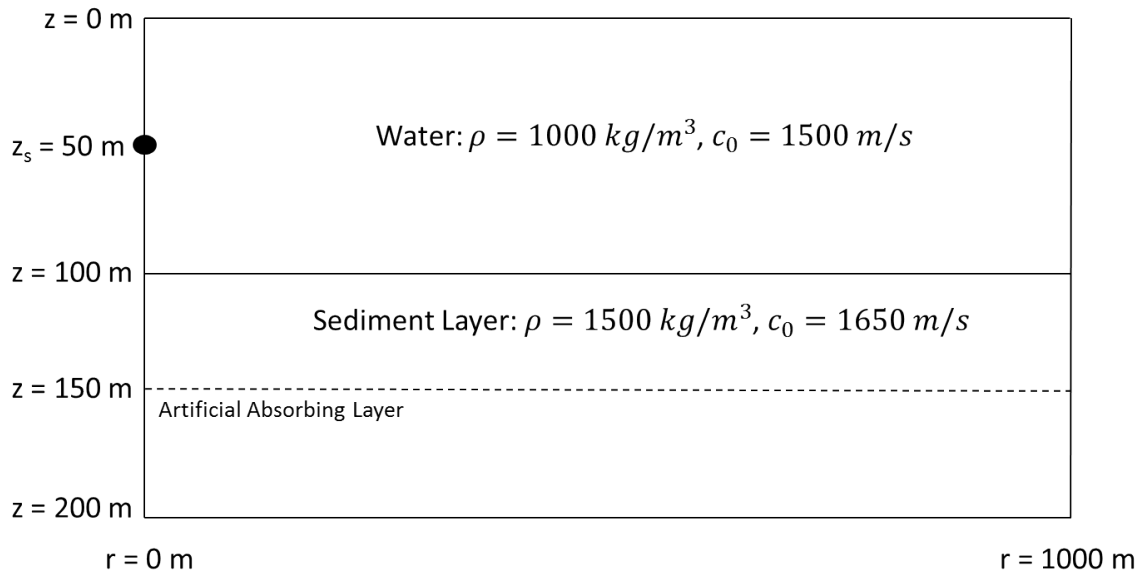 z = 0 m
Water: ρ = 1000 kg/m³, c₀ = 1500 m/s
zₛ = 50 m
z = 100 m
Sediment Layer: ρ = 1500 kg/m³, c₀ = 1650 m/s
z = 150 m
Artificial Absorbing Layer
z = 200 m
r = 0 m
r = 1000 m